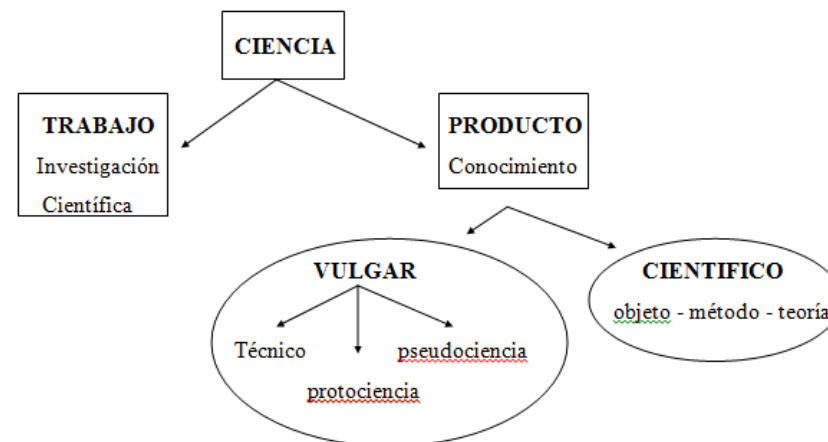 CIENCIA
TRABAJO
Investigación
Científica
PRODUCTO
Conocimiento
VULGAR
Técnico
pseudociencia
protociencia
CIENTIFICO
objeto - método - teoría